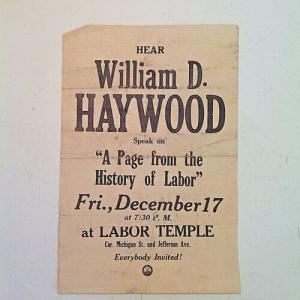 HEAR
William D.
HAYWOOD
Speak on
"A Page from the
History of Labor"
Fri., December 17
at 7:30 P. M.
at LABOR TEMPLE
Cor. Michigan St. and Jefferson Ave.
Everybody Invited!